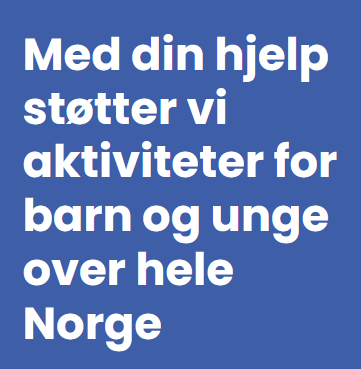 Med din hjelp
støtter vi
aktiviteter for
barn og unge
over hele
Norge